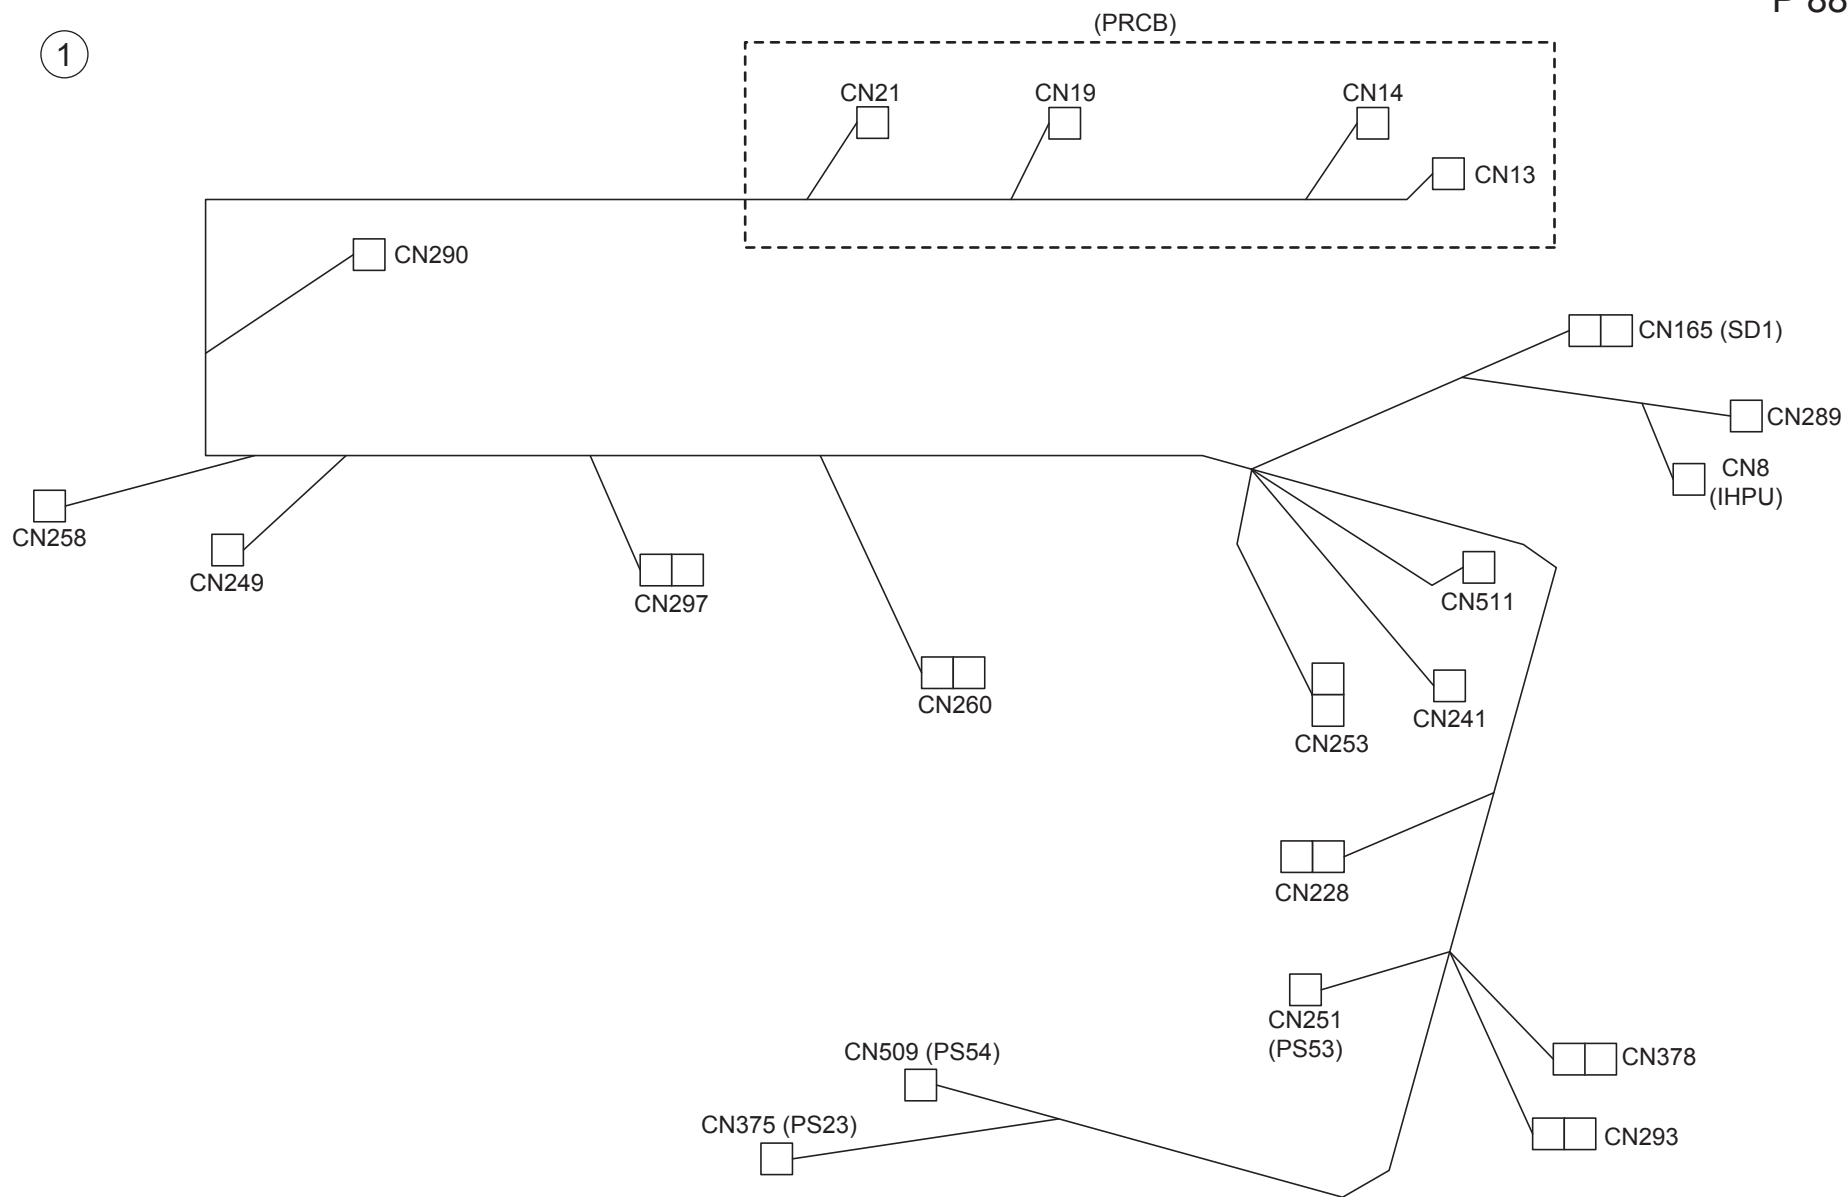 (PRCB)
1
CN21
CN19
CN14
CN13
CN290
CN165 (SD1)
CN289
CN8
(IHPU)
CN258
CN249
CN297
CN511
CN260
CN241
CN253
CN228
CN251
(PS53)
CN509 (PS54)
CN378
CN375 (PS23)
CN293